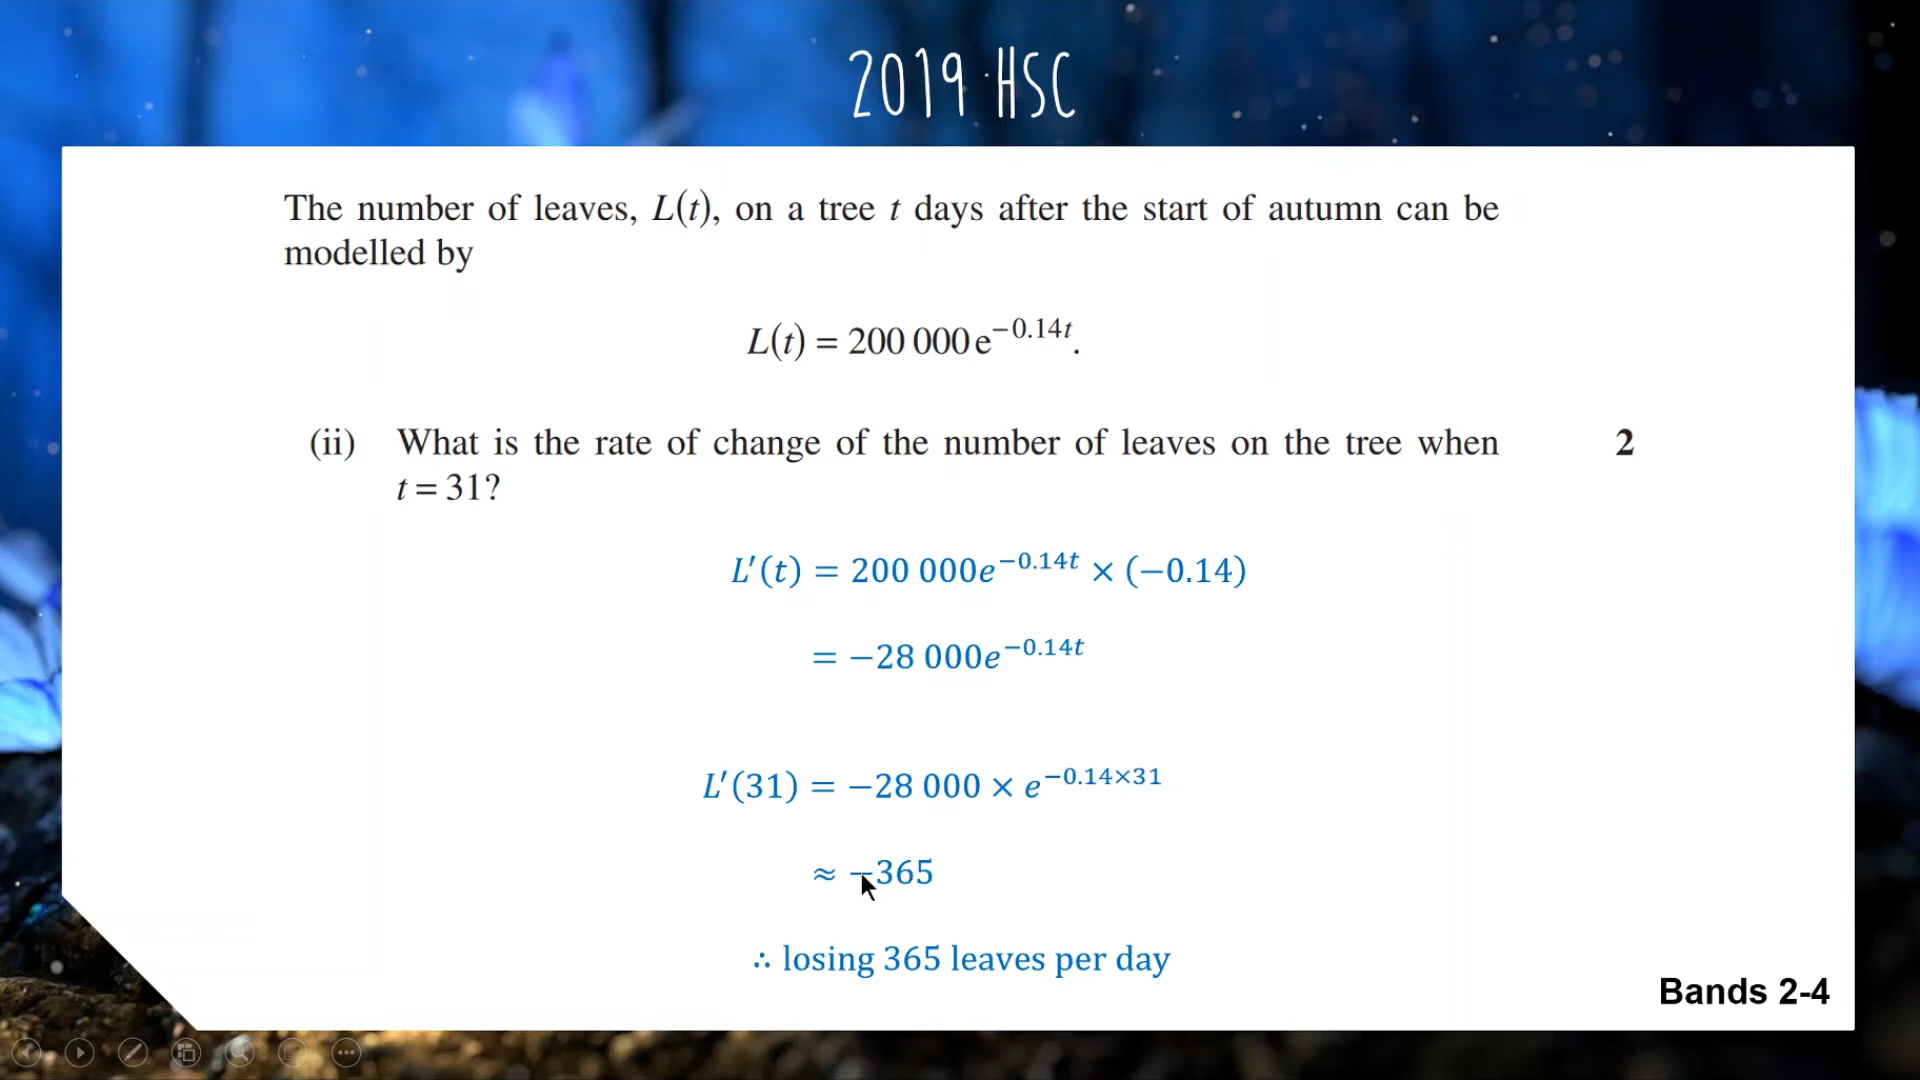 2019 HSC
The number of leaves, L(t), on a tree t days after the start of autumn can be
modelled by
L(t) = 200 000 e^{−0.14t}.
(ii) What is the rate of change of the number of leaves on the tree when 2
t = 31?
L′(t) = 200 000e^{−0.14t} × (−0.14)
= −28 000e^{−0.14t}
L′(31) = −28 000 × e^{−0.14×31}
≈ −365
∴ losing 365 leaves per day
Bands 2-4